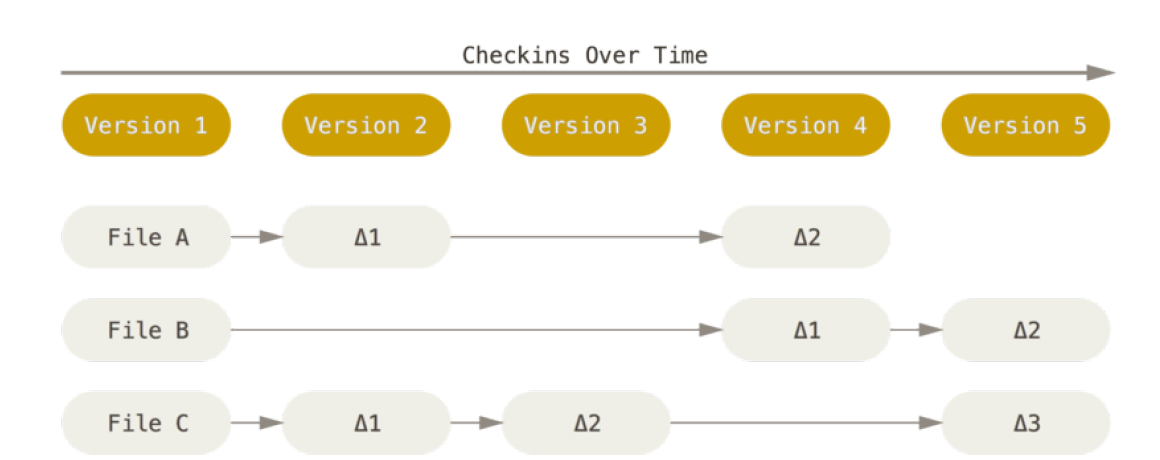 Checkins Over Time
Version 1 Version 2 Version 3 Version 4 Version 5
File A Δ1 Δ2
File B Δ1 Δ2
File C Δ1 Δ2 Δ3